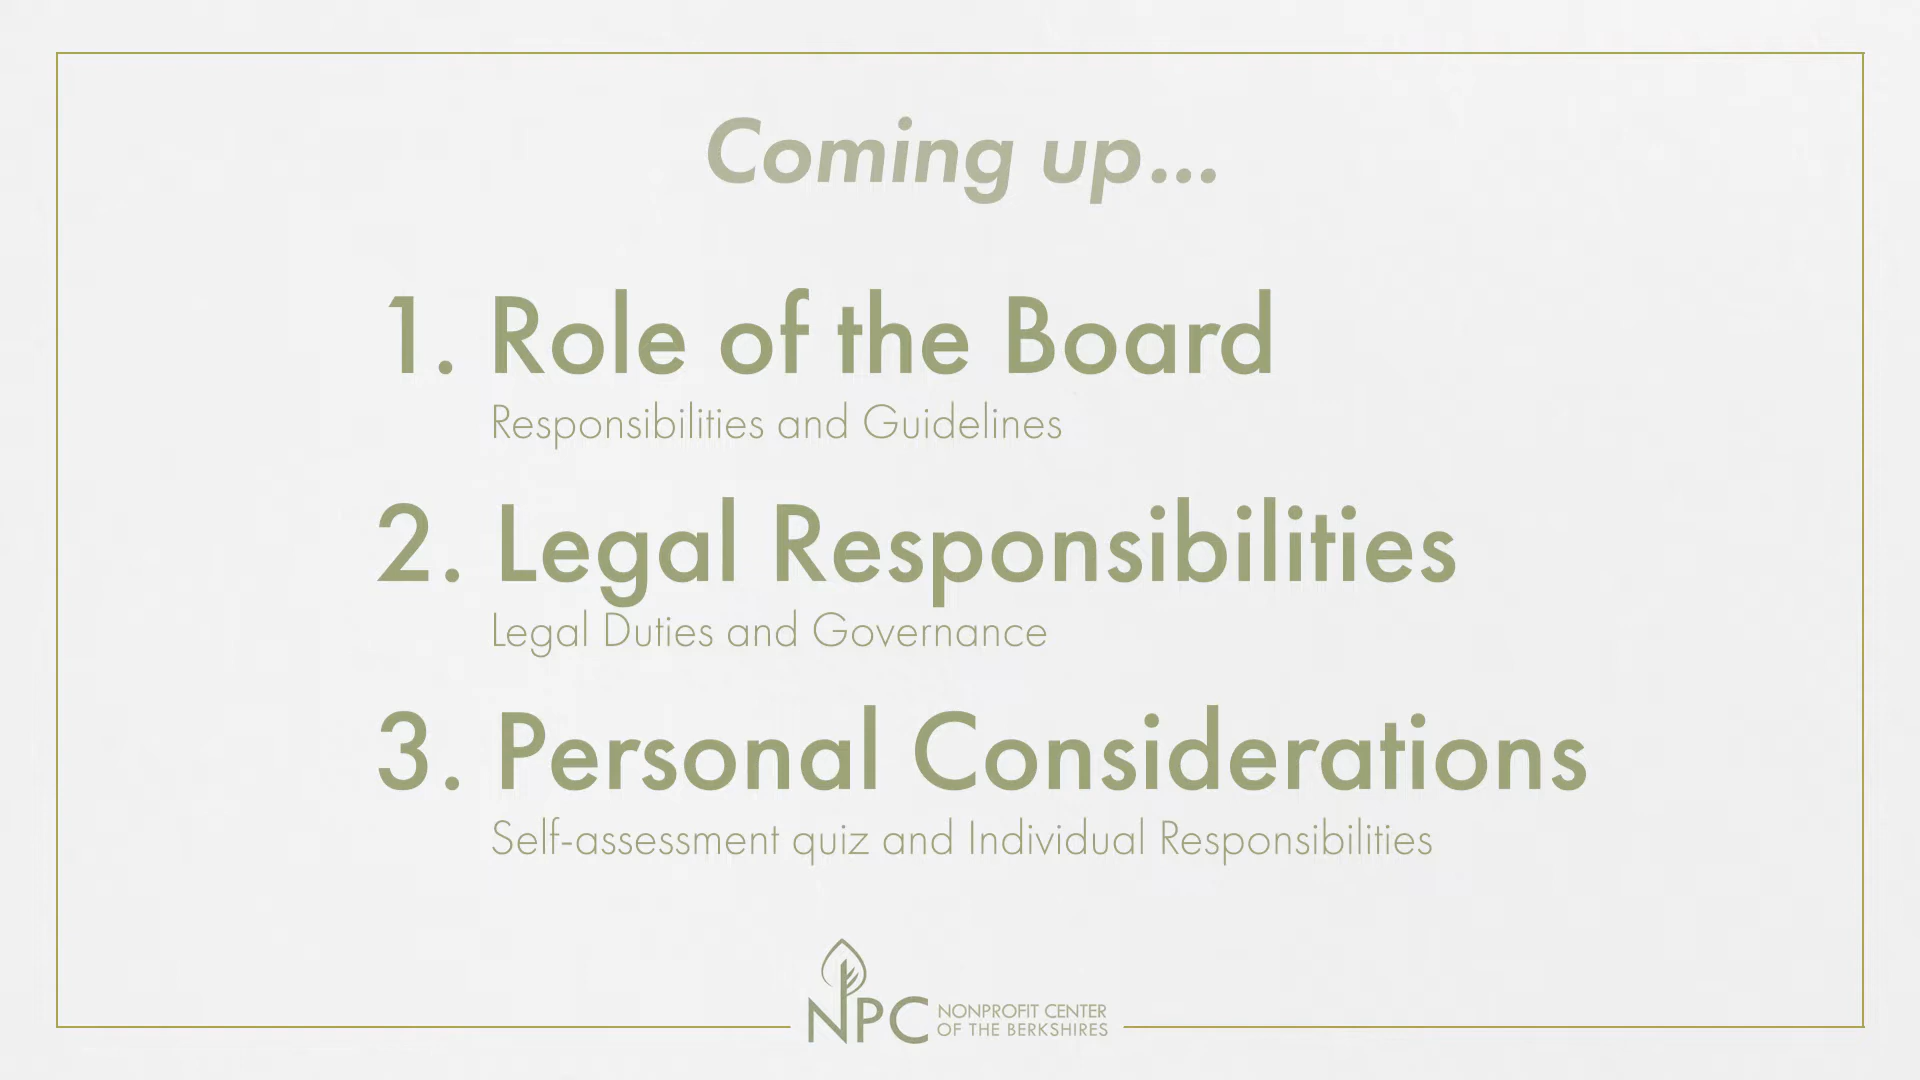 Coming up...
1. Role of the Board
Responsibilities and Guidelines
2. Legal Responsibilities
Legal Duties and Governance
3. Personal Considerations
Self-assessment quiz and Individual Responsibilities
NPC NONPROFIT CENTER
OF THE BERKSHIRES